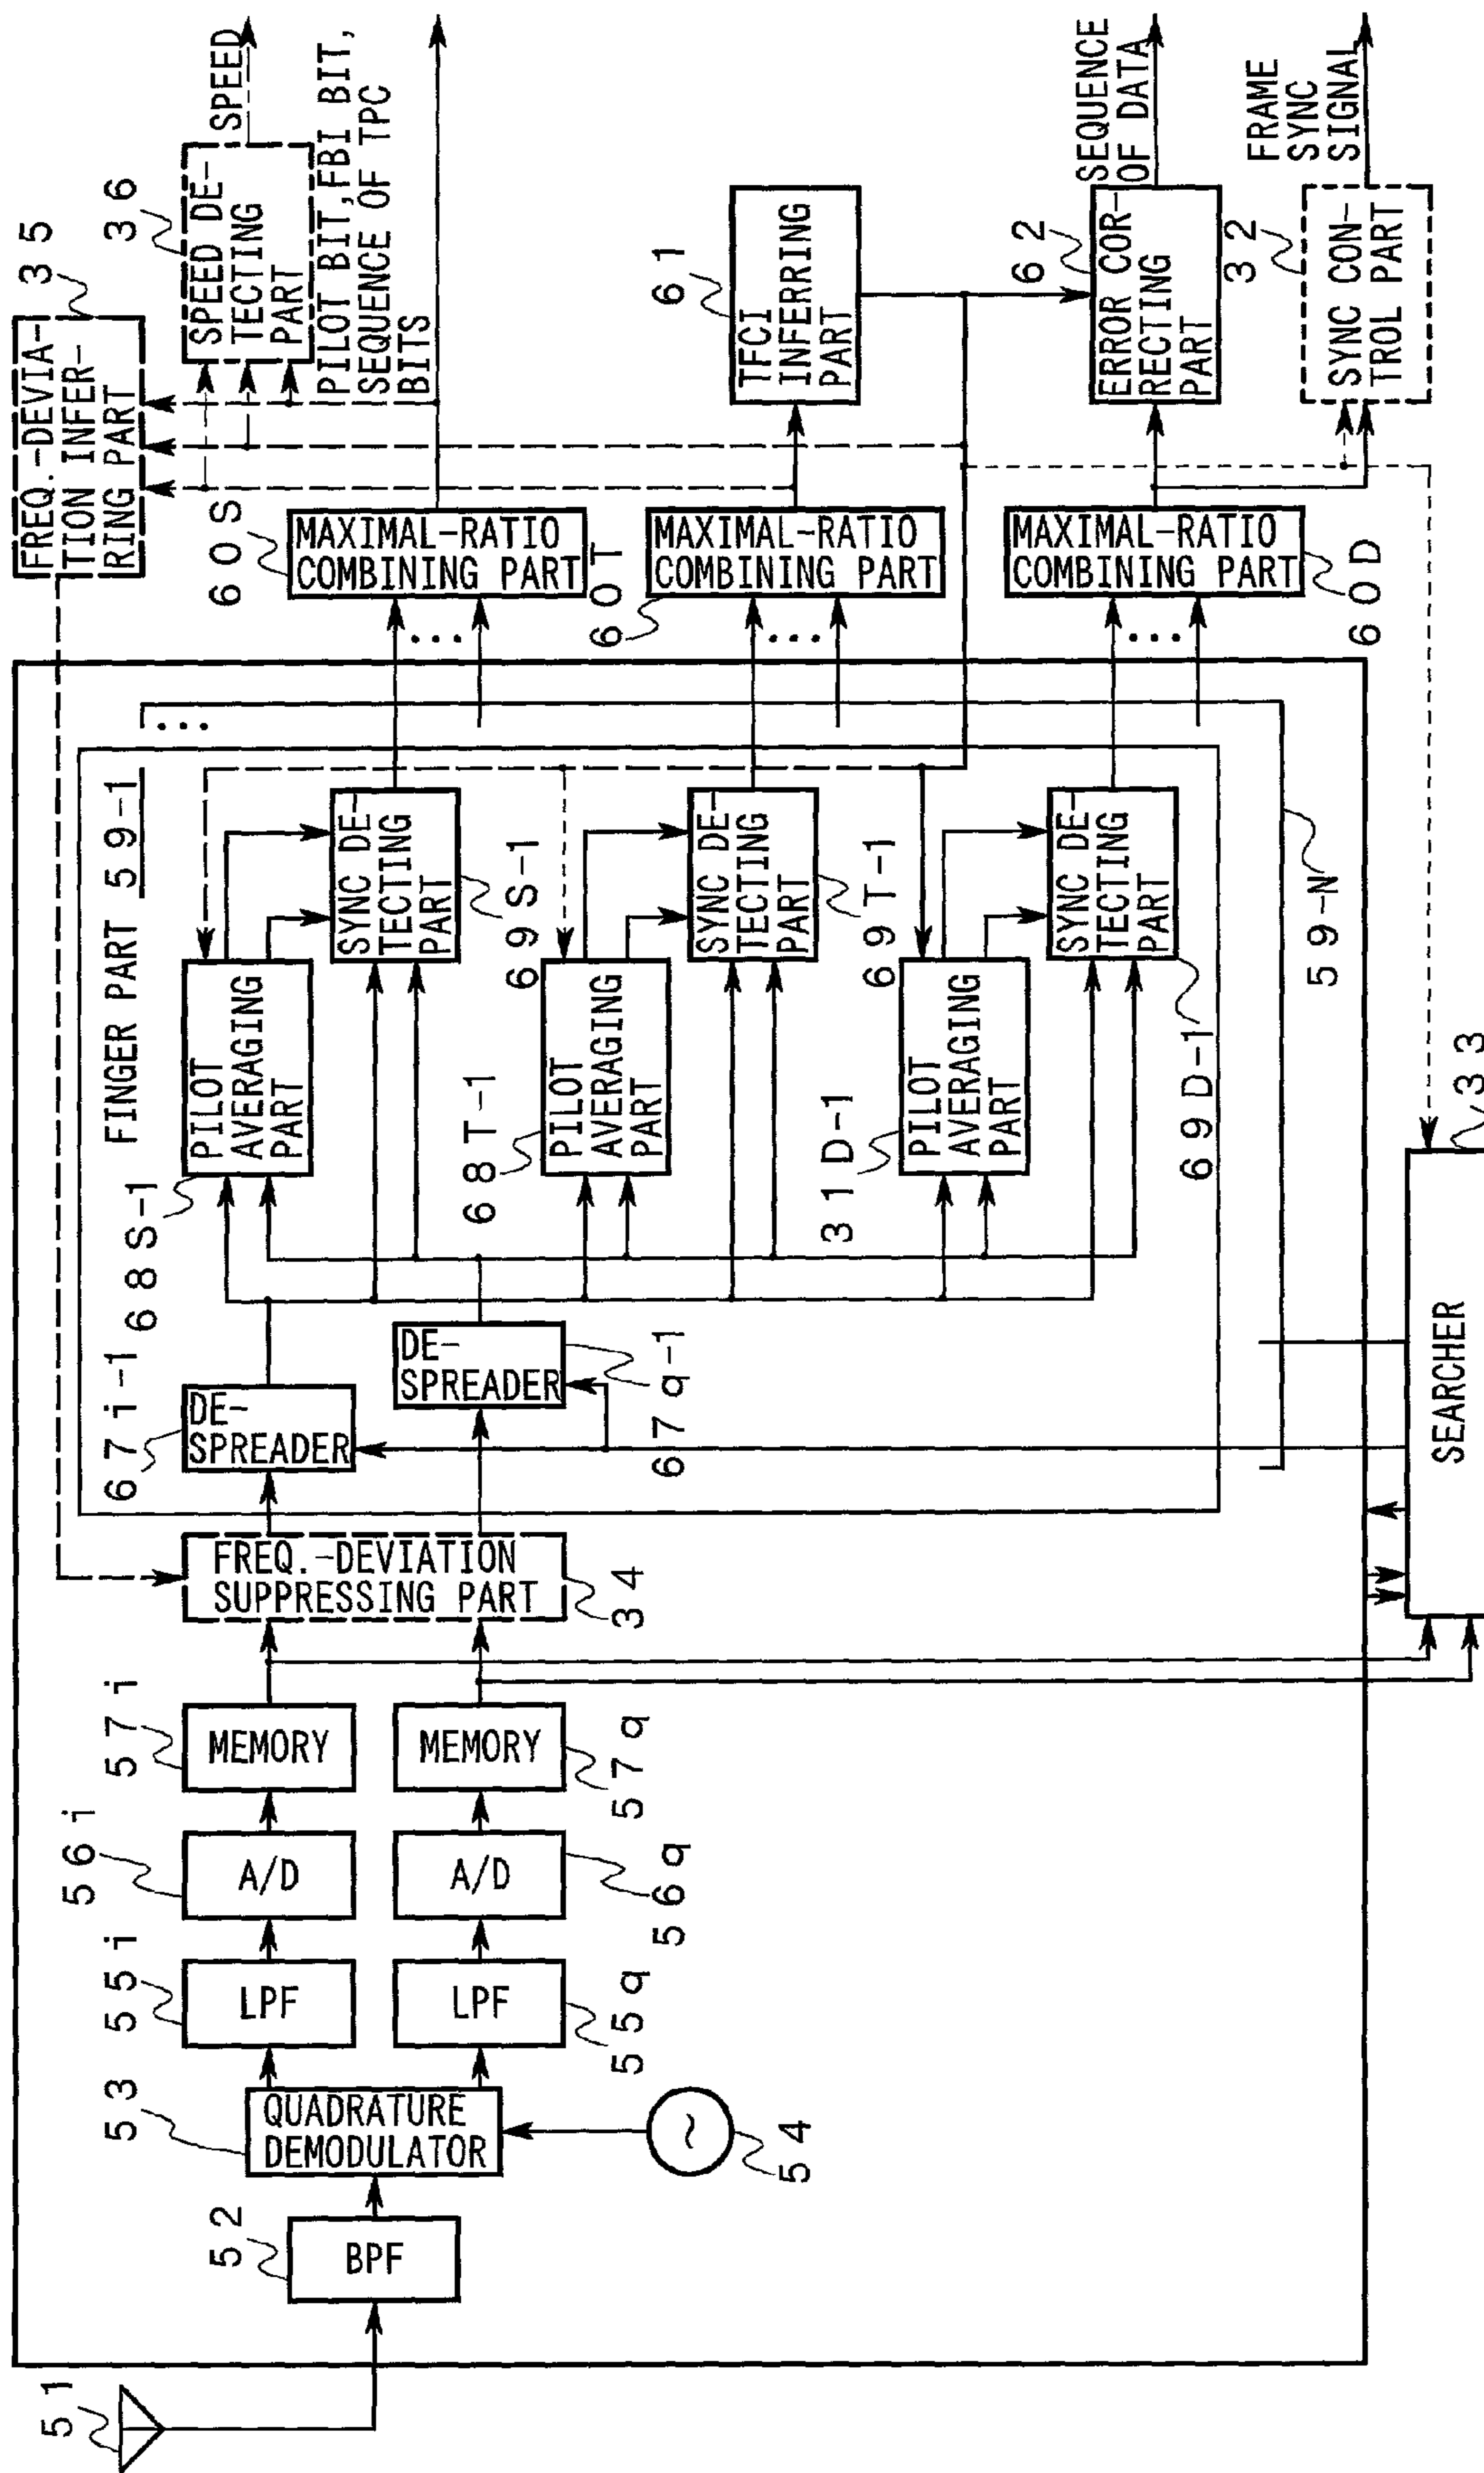 51
52
BPF
53
QUADRATURE
DEMODULATOR
54
~
55i
LPF
55q
LPF
56i
A/D
56q
A/D
57i
MEMORY
57q
MEMORY
FREQ.-DEVIATION
SUPPRESSING PART
34
67i-1
DE-
SPREADER
DE-
SPREADER
67q-1
FINGER PART 59-1
...
68S-1
PILOT
AVERAGING
PART
SYNC DE-
TECTING
PART
69S-1
68T-1
PILOT
AVERAGING
PART
SYNC DE-
TECTING
PART
69T-1
31D-1
PILOT
AVERAGING
PART
SYNC DE-
TECTING
PART
69D-1
59-N
SEARCHER
33
60S
MAXIMAL-RATIO
COMBINING PART
...
60T
MAXIMAL-RATIO
COMBINING PART
...
60D
MAXIMAL-RATIO
COMBINING PART
...
35
FREQ.-DEVIA-
TION INFER-
RING PART
36
SPEED DE-
TECTING
PART
SPEED
PILOT BIT,FBI BIT,
SEQUENCE OF TPC
BITS
61
TFCI
INFERRING
PART
62
ERROR COR-
RECTING
PART
SEQUENCE
OF DATA
32
SYNC CON-
TROL PART
FRAME
SYNC
SIGNAL